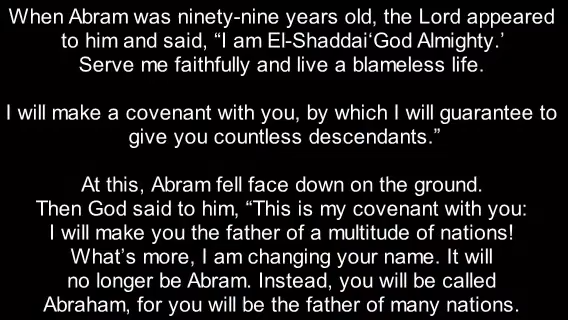 When Abram was ninety-nine years old, the Lord appeared
to him and said, “I am El-Shaddai‘God Almighty.’
Serve me faithfully and live a blameless life.
I will make a covenant with you, by which I will guarantee to
give you countless descendants.”
At this, Abram fell face down on the ground.
Then God said to him, “This is my covenant with you:
I will make you the father of a multitude of nations!
What’s more, I am changing your name. It will
no longer be Abram. Instead, you will be called
Abraham, for you will be the father of many nations.